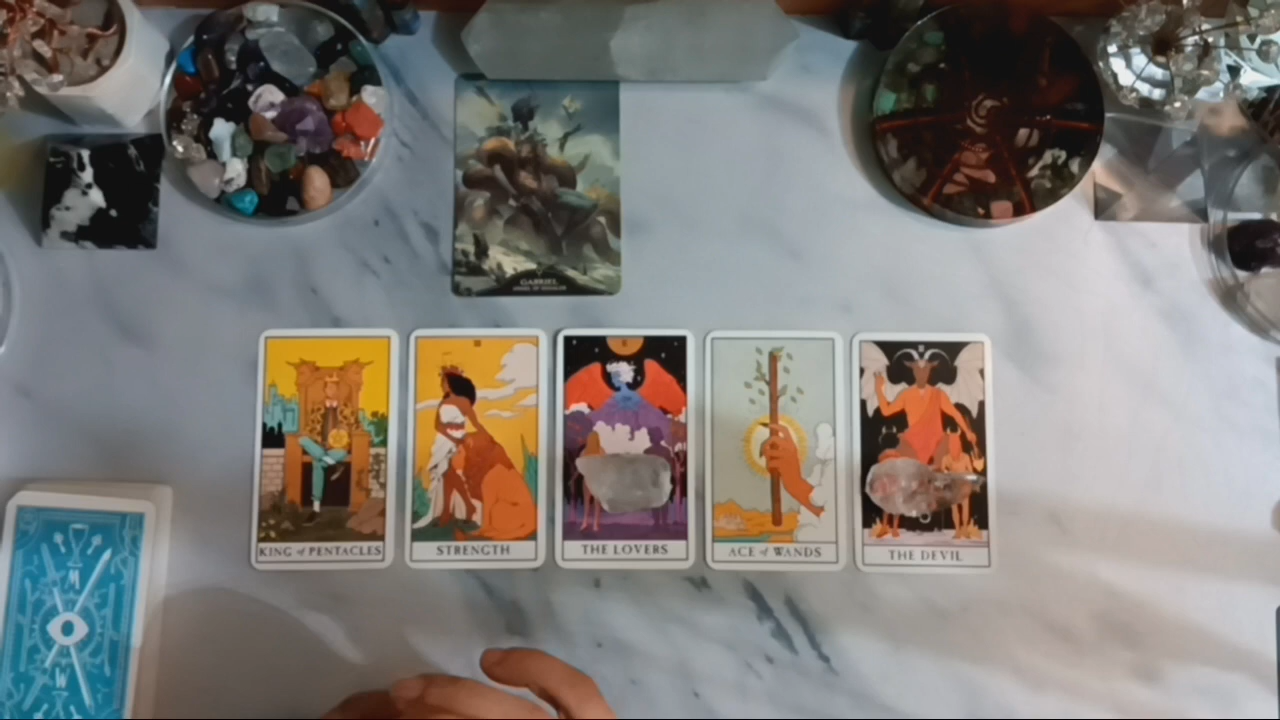 GABRIEL
KING of PENTACLES
STRENGTH
THE LOVERS
ACE of WANDS
THE DEVIL
M
W